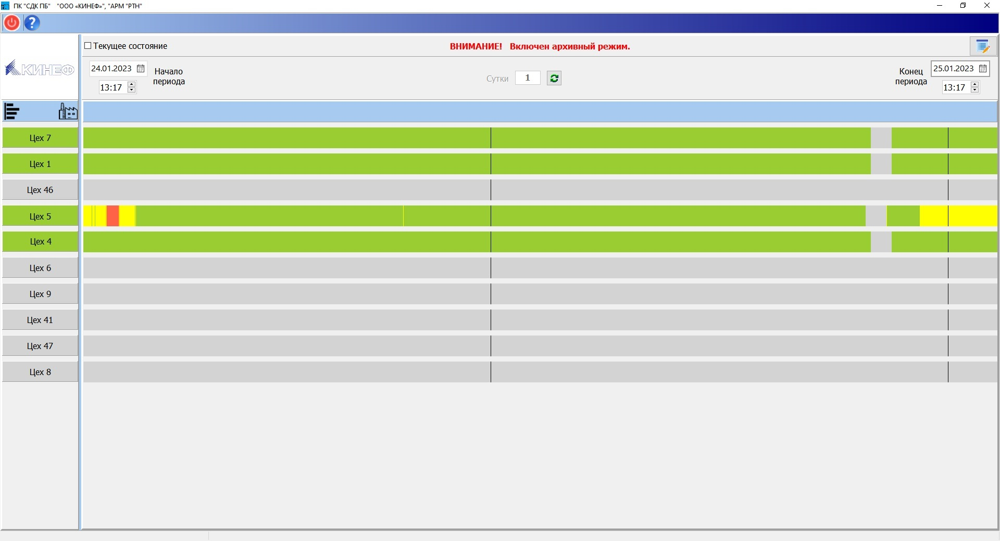 ПК "СДК ПБ" "ООО «КИНЕФ»", "АРМ "РТН"
?
Текущее состояние
ВНИМАНИЕ! Включен архивный режим.
КИНЕФ
24.01.2023
13:17
Начало
периода
Сутки 1
Конец
периода
25.01.2023
13:17
Цех 7
Цех 1
Цех 46
Цех 5
Цех 4
Цех 6
Цех 9
Цех 41
Цех 47
Цех 8